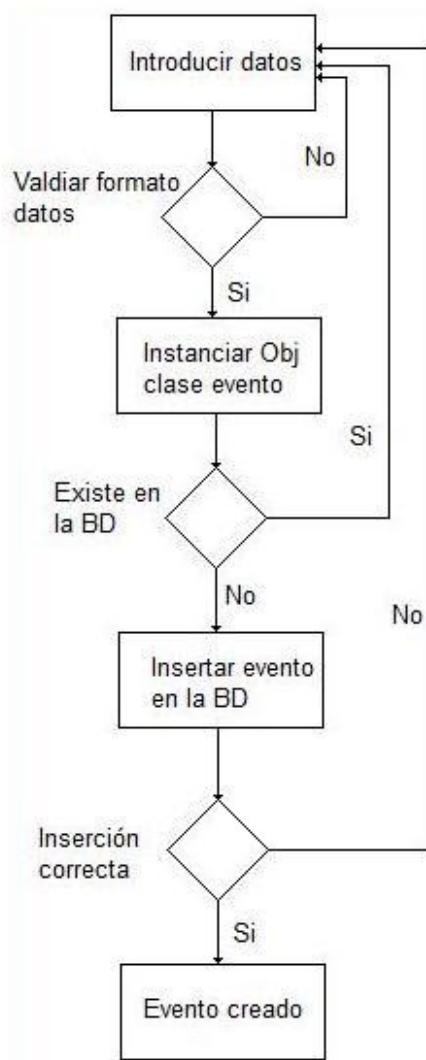 Introducir datos
No
Valdiar formato
datos
Si
Instanciar Obj
clase evento
Si
Existe en
la BD
No
No
Insertar evento
en la BD
Inserción
correcta
Si
Evento creado